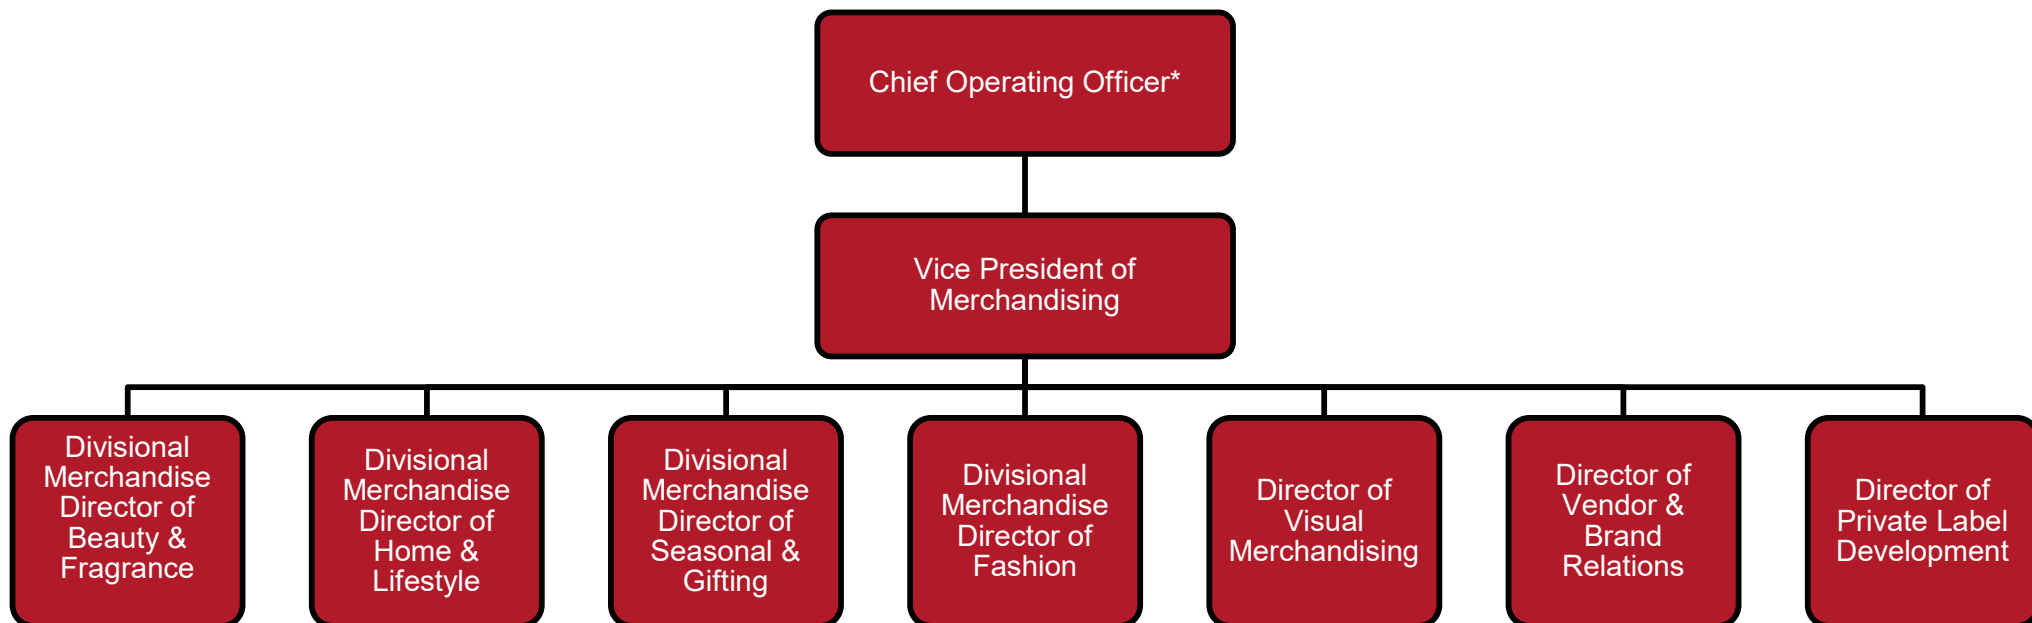 Chief Operating Officer*
Vice President of
Merchandising
Divisional
Merchandise
Director of
Beauty &
Fragrance
Divisional
Merchandise
Director of
Home &
Lifestyle
Divisional
Merchandise
Director of
Seasonal &
Gifting
Divisional
Merchandise
Director of
Fashion
Director of
Visual
Merchandising
Director of
Vendor &
Brand
Relations
Director of
Private Label
Development